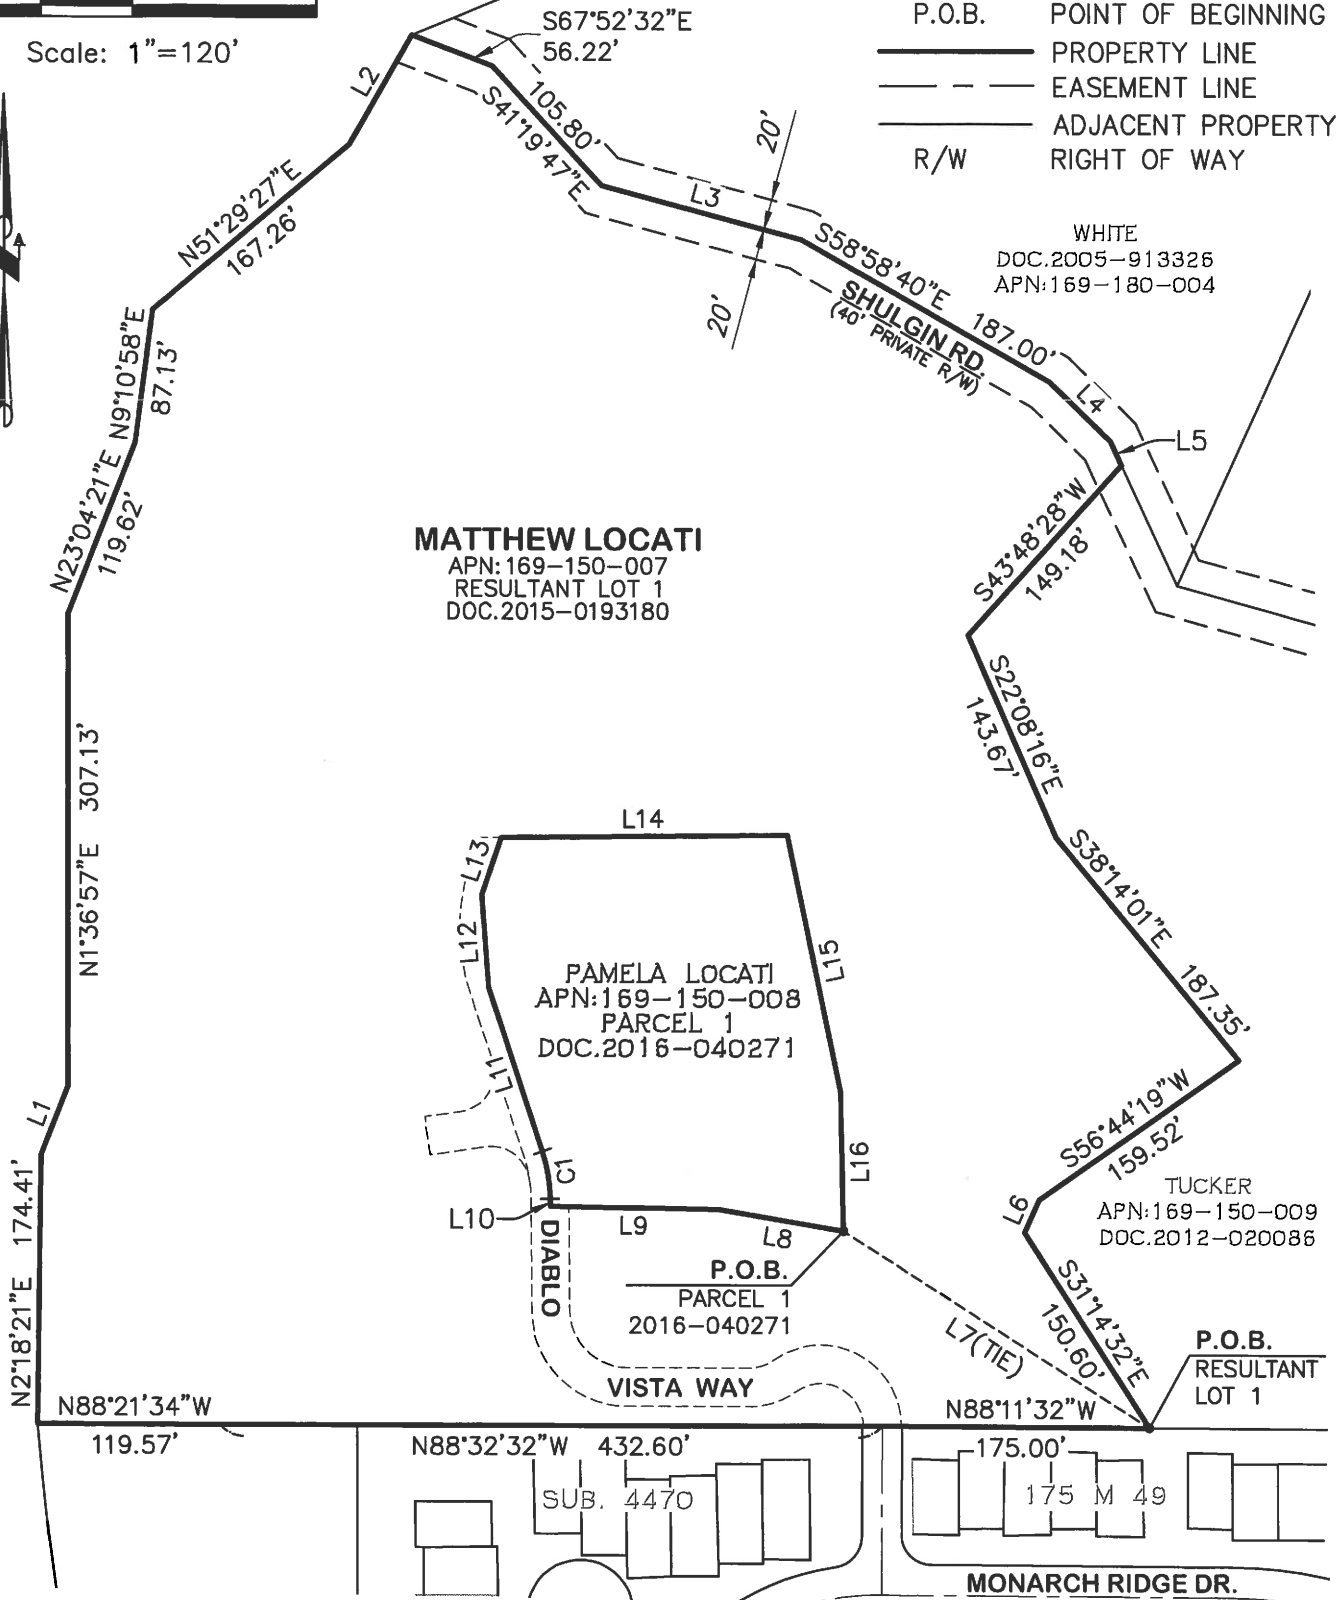 Scale: 1"=120'
P.O.B. POINT OF BEGINNING
PROPERTY LINE
EASEMENT LINE
ADJACENT PROPERTY
R/W RIGHT OF WAY
S67°52'32"E
56.22'
L2
105.80'
S41°19'47"E
L3
20'
20'
S58°58'40"E
187.00'
SHULGIN RD.
(40' PRIVATE R/W)
WHITE
DOC.2005-913326
APN:169-180-004
N51°29'27"E
167.26'
N9°10'58"E
87.13'
N23°04'21"E
119.62'
L4
L5
S43°48'28"W
149.18'
MATTHEW LOCATI
APN:169-150-007
RESULTANT LOT 1
DOC.2015-0193180
S22°08'16"E
143.67'
N1°36'57"E 307.13'
L14
L13
L12
L11
L15
L16
S38°14'01"E
187.35'
PAMELA LOCATI
APN:169-150-008
PARCEL 1
DOC.2016-040271
L1
C1
S56°44'19"W
159.52'
L6
TUCKER
APN:169-150-009
DOC.2012-020086
L10
L9
L8
DIABLO
P.O.B.
PARCEL 1
2016-040271
N2°18'21"E 174.41'
L7(TIE)
S31°14'32"E
150.60'
P.O.B.
RESULTANT
LOT 1
VISTA WAY
N88°21'34"W
119.57'
N88°32'32"W 432.60'
N88°11'32"W
175.00'
SUB. 4470
175 M 49
MONARCH RIDGE DR.